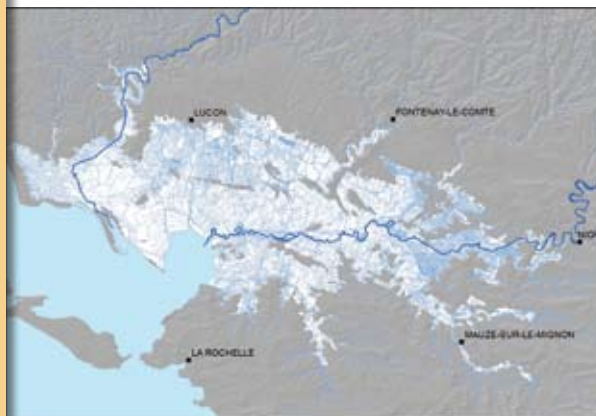 LUCON
FONTENAY-LE-COMTE
NIO
MAUZE-SUR-LE-MIGNON
LA ROCHELLE